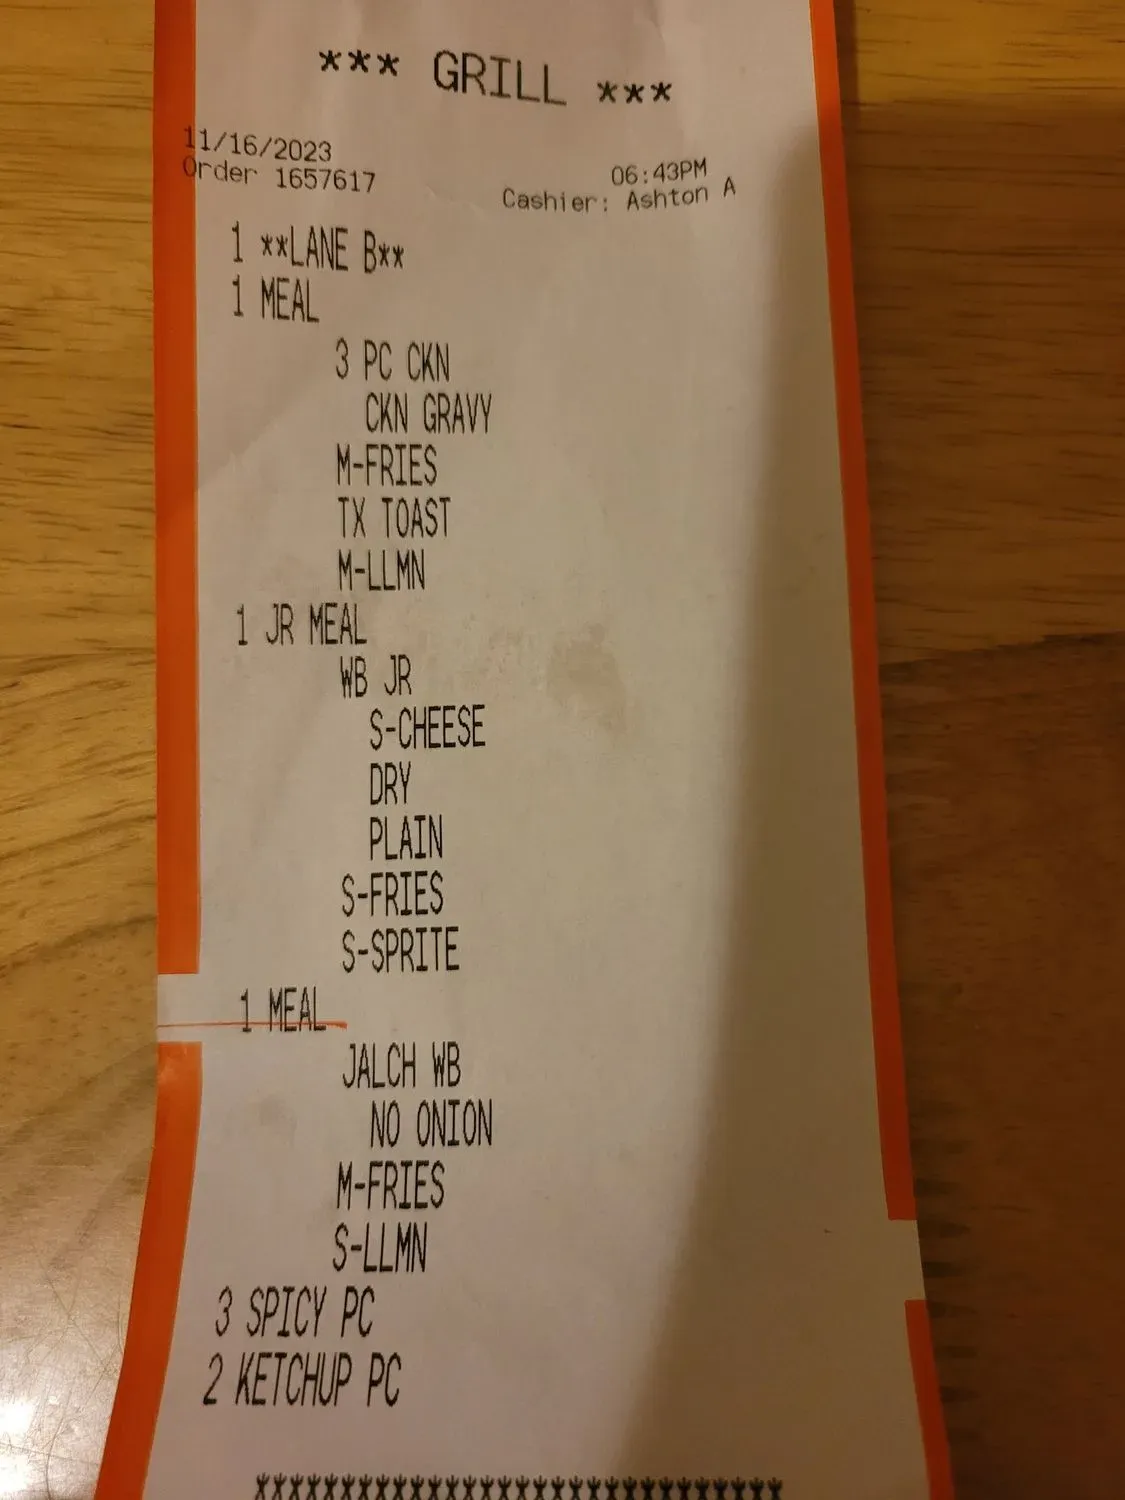 *** GRILL ***
11/16/2023
06:43PM
Order 1657617
Cashier: Ashton A
1 **LANE B**
1 MEAL
3 PC CKN
CKN GRAVY
M-FRIES
TX TOAST
M-LLMN
1 JR MEAL
WB JR
S-CHEESE
DRY
PLAIN
S-FRIES
S-SPRITE
1 MEAL
JALCH WB
NO ONION
M-FRIES
S-LLMN
3 SPICY PC
2 KETCHUP PC